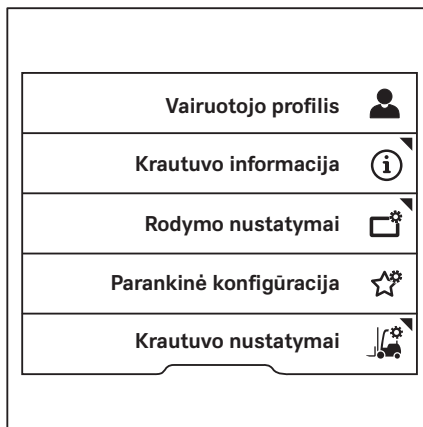 Vairuotojo profilis
Krautuvo informacija
Rodymo nustatymai
Parankinė konfigūracija
Krautuvo nustatymai